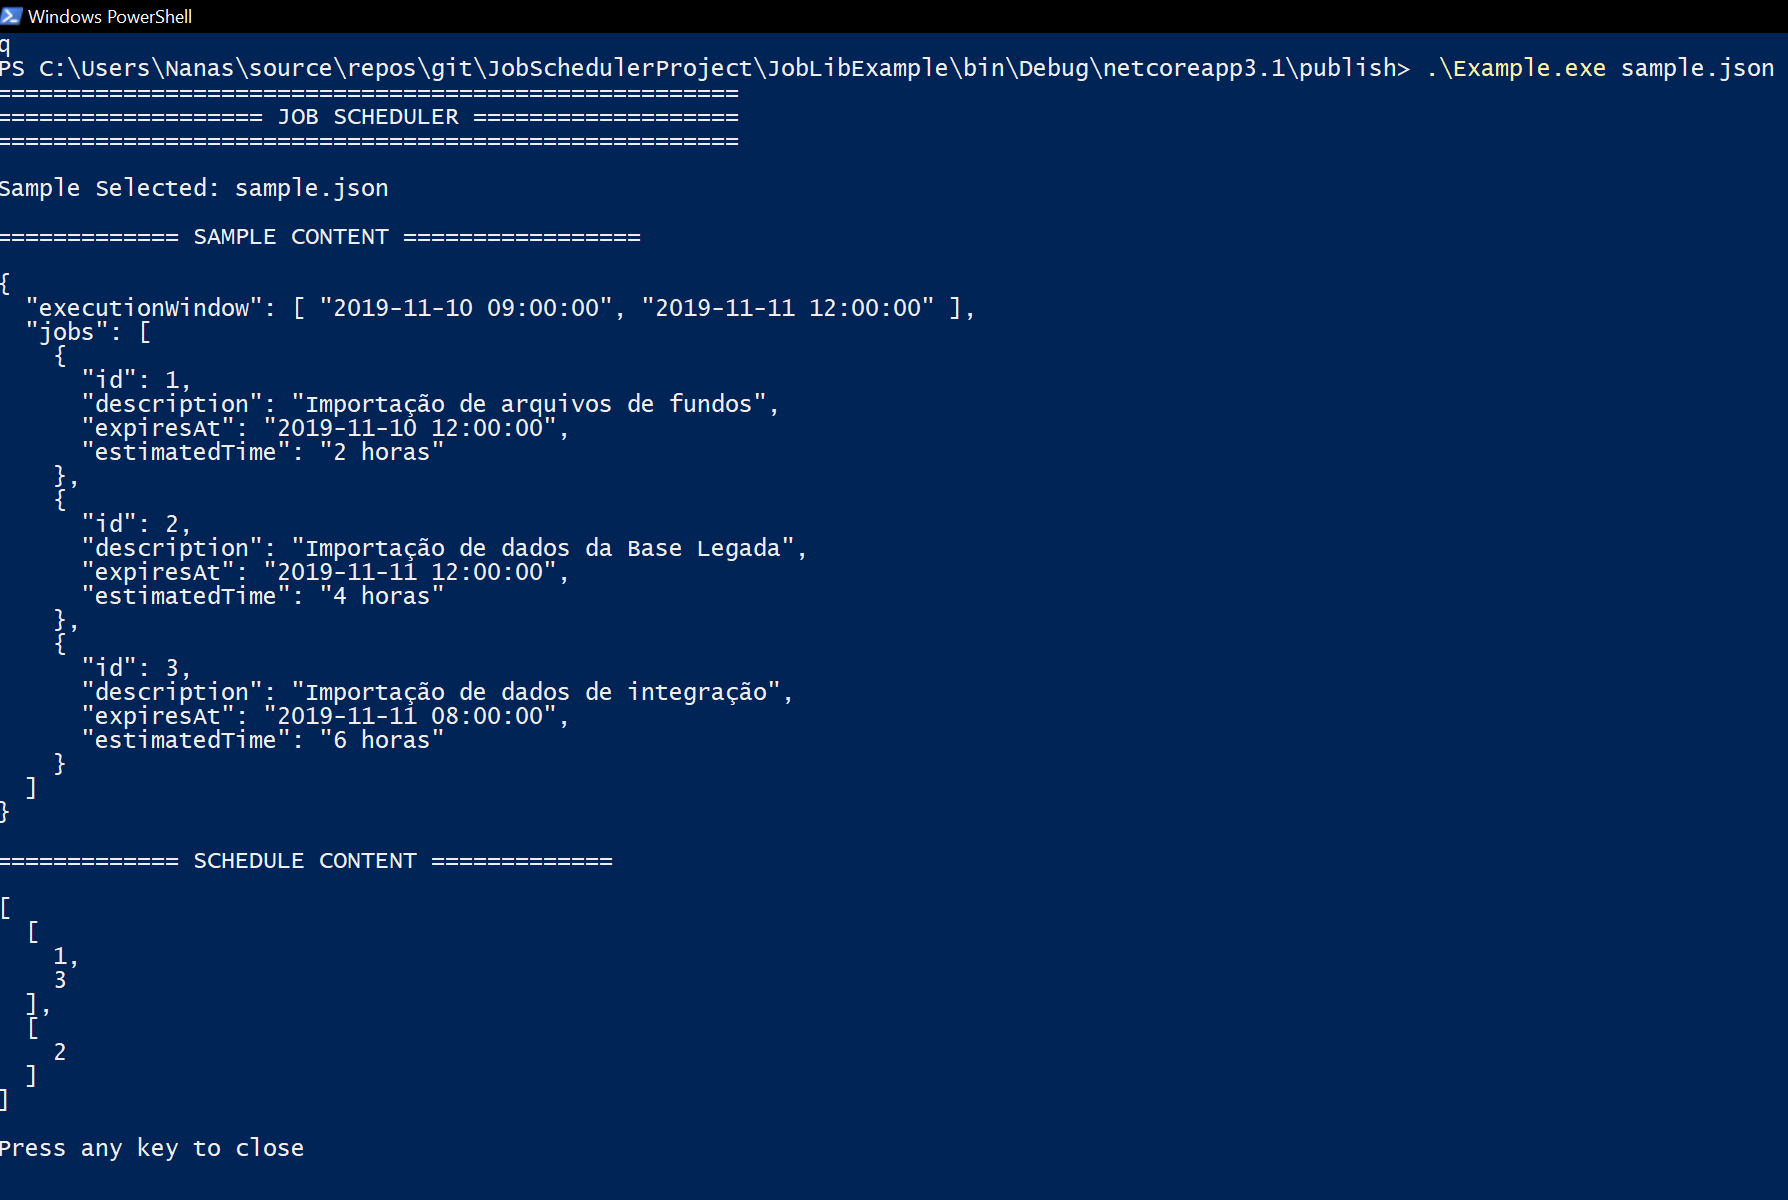 Windows PowerShell
q
PS C:\Users\Nanas\source\repos\git\JobSchedulerProject\JobLibExample\bin\Debug\netcoreapp3.1\publish> .\Example.exe sample.json
=====================================================
=================== JOB SCHEDULER ===================
=====================================================
Sample Selected: sample.json
============= SAMPLE CONTENT =================
{
  "executionWindow": [ "2019-11-10 09:00:00", "2019-11-11 12:00:00" ],
  "jobs": [
    {
      "id": 1,
      "description": "Importação de arquivos de fundos",
      "expiresAt": "2019-11-10 12:00:00",
      "estimatedTime": "2 horas"
    },
    {
      "id": 2,
      "description": "Importação de dados da Base Legada",
      "expiresAt": "2019-11-11 12:00:00",
      "estimatedTime": "4 horas"
    },
    {
      "id": 3,
      "description": "Importação de dados de integração",
      "expiresAt": "2019-11-11 08:00:00",
      "estimatedTime": "6 horas"
    }
  ]
}
============= SCHEDULE CONTENT =============
[
  [
    1,
    3
  ],
  [
    2
  ]
]
Press any key to close